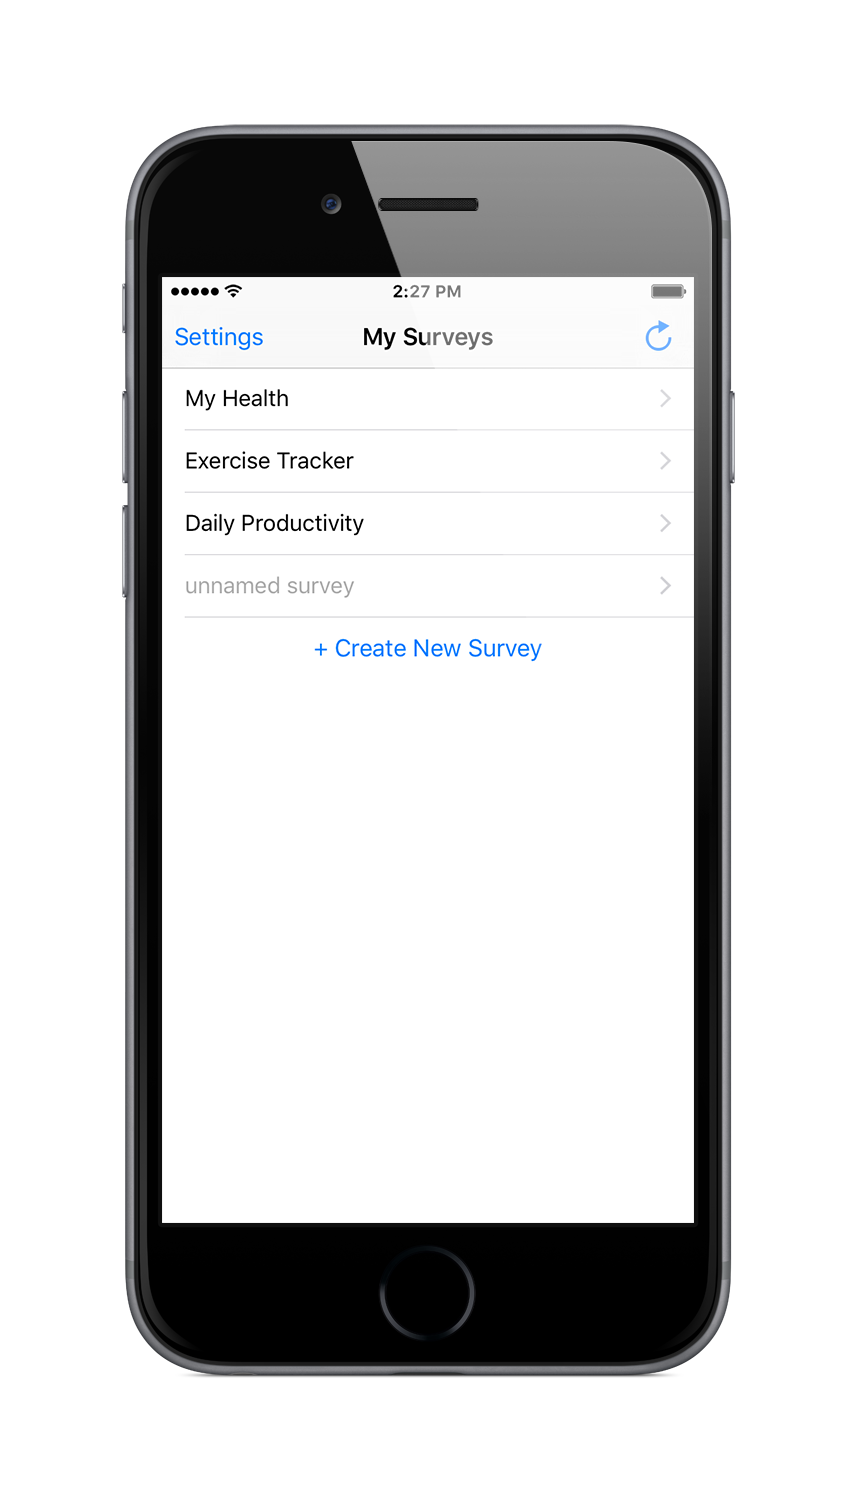 2:27 PM
Settings My Surveys
My Health
Exercise Tracker
Daily Productivity
unnamed survey
+ Create New Survey